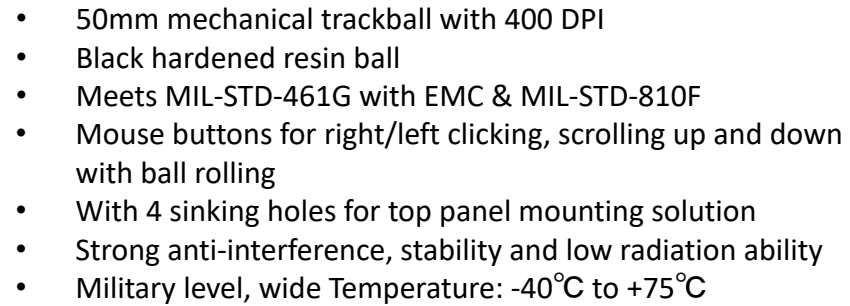 • 50mm mechanical trackball with 400 DPI
• Black hardened resin ball
• Meets MIL-STD-461G with EMC & MIL-STD-810F
• Mouse buttons for right/left clicking, scrolling up and down
with ball rolling
• With 4 sinking holes for top panel mounting solution
• Strong anti-interference, stability and low radiation ability
• Military level, wide Temperature: -40℃ to +75℃